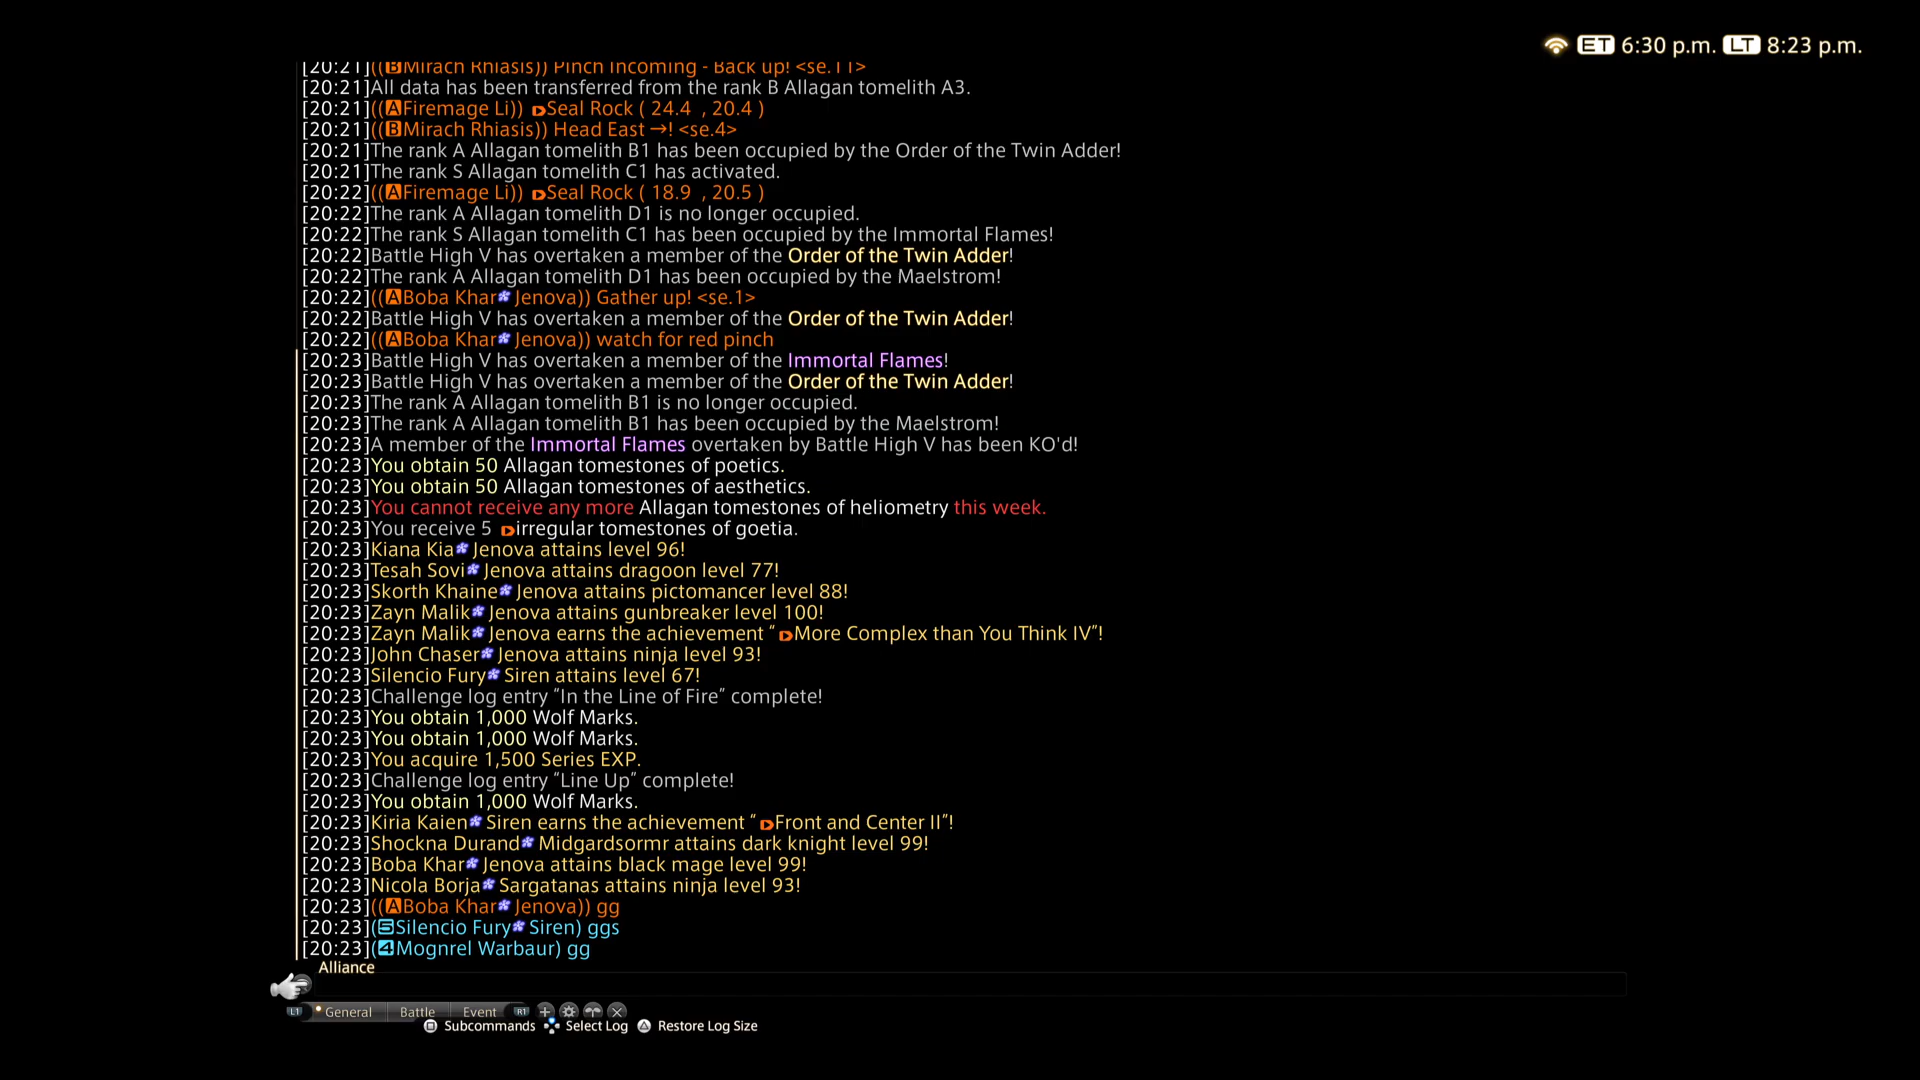 ET 6:30 p.m. LT 8:23 p.m.
[20:21]((BMirach Rhiasis)) Pinch Incoming - Back up! <se.11>
[20:21]All data has been transferred from the rank B Allagan tomelith A3.
[20:21]((AFiremage Li)) Seal Rock ( 24.4 , 20.4 )
[20:21]((BMirach Rhiasis)) Head East →! <se.4>
[20:21]The rank A Allagan tomelith B1 has been occupied by the Order of the Twin Adder!
[20:21]The rank S Allagan tomelith C1 has activated.
[20:22]((AFiremage Li)) Seal Rock ( 18.9 , 20.5 )
[20:22]The rank A Allagan tomelith D1 is no longer occupied.
[20:22]The rank S Allagan tomelith C1 has been occupied by the Immortal Flames!
[20:22]Battle High V has overtaken a member of the Order of the Twin Adder!
[20:22]The rank A Allagan tomelith D1 has been occupied by the Maelstrom!
[20:22]((ABoba Khar Jenova)) Gather up! <se.1>
[20:22]Battle High V has overtaken a member of the Order of the Twin Adder!
[20:22]((ABoba Khar Jenova)) watch for red pinch
[20:23]Battle High V has overtaken a member of the Immortal Flames!
[20:23]Battle High V has overtaken a member of the Order of the Twin Adder!
[20:23]The rank A Allagan tomelith B1 is no longer occupied.
[20:23]The rank A Allagan tomelith B1 has been occupied by the Maelstrom!
[20:23]A member of the Immortal Flames overtaken by Battle High V has been KO'd!
[20:23]You obtain 50 Allagan tomestones of poetics.
[20:23]You obtain 50 Allagan tomestones of aesthetics.
[20:23]You cannot receive any more Allagan tomestones of heliometry this week.
[20:23]You receive 5 irregular tomestones of goetia.
[20:23]Kiana Kia Jenova attains level 96!
[20:23]Tesah Sovi Jenova attains dragoon level 77!
[20:23]Skorth Khaine Jenova attains pictomancer level 88!
[20:23]Zayn Malik Jenova attains gunbreaker level 100!
[20:23]Zayn Malik Jenova earns the achievement “More Complex than You Think IV”!
[20:23]John Chaser Jenova attains ninja level 93!
[20:23]Silencio Fury Siren attains level 67!
[20:23]Challenge log entry “In the Line of Fire” complete!
[20:23]You obtain 1,000 Wolf Marks.
[20:23]You obtain 1,000 Wolf Marks.
[20:23]You acquire 1,500 Series EXP.
[20:23]Challenge log entry “Line Up” complete!
[20:23]You obtain 1,000 Wolf Marks.
[20:23]Kiria Kaien Siren earns the achievement “Front and Center II”!
[20:23]Shockna Durand Midgardsormr attains dark knight level 99!
[20:23]Boba Khar Jenova attains black mage level 99!
[20:23]Nicola Borja Sargatanas attains ninja level 93!
[20:23]((ABoba Khar Jenova)) gg
[20:23](5Silencio Fury Siren) ggs
[20:23](4Mognrel Warbaur) gg
Alliance
L1 General Battle Event R1
Subcommands Select Log Restore Log Size